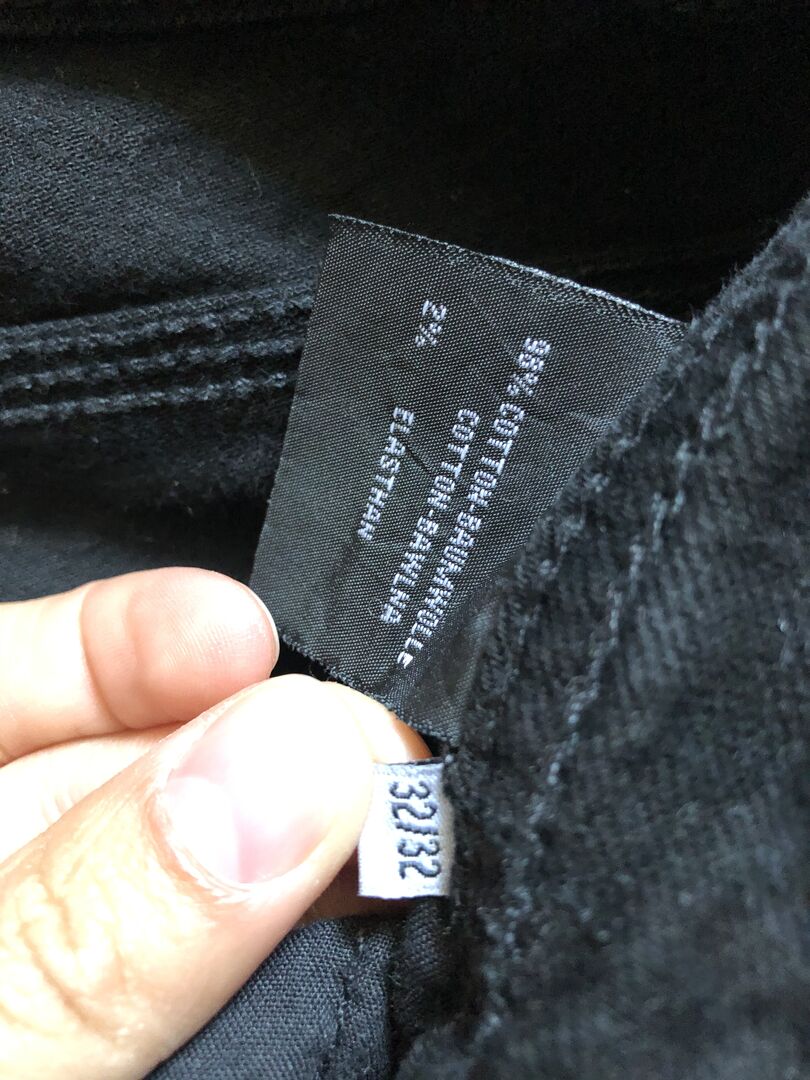 98% COTTON-BAUMWOLLE
COTTON-BAWLNA
2% ELASTHAN
32/32